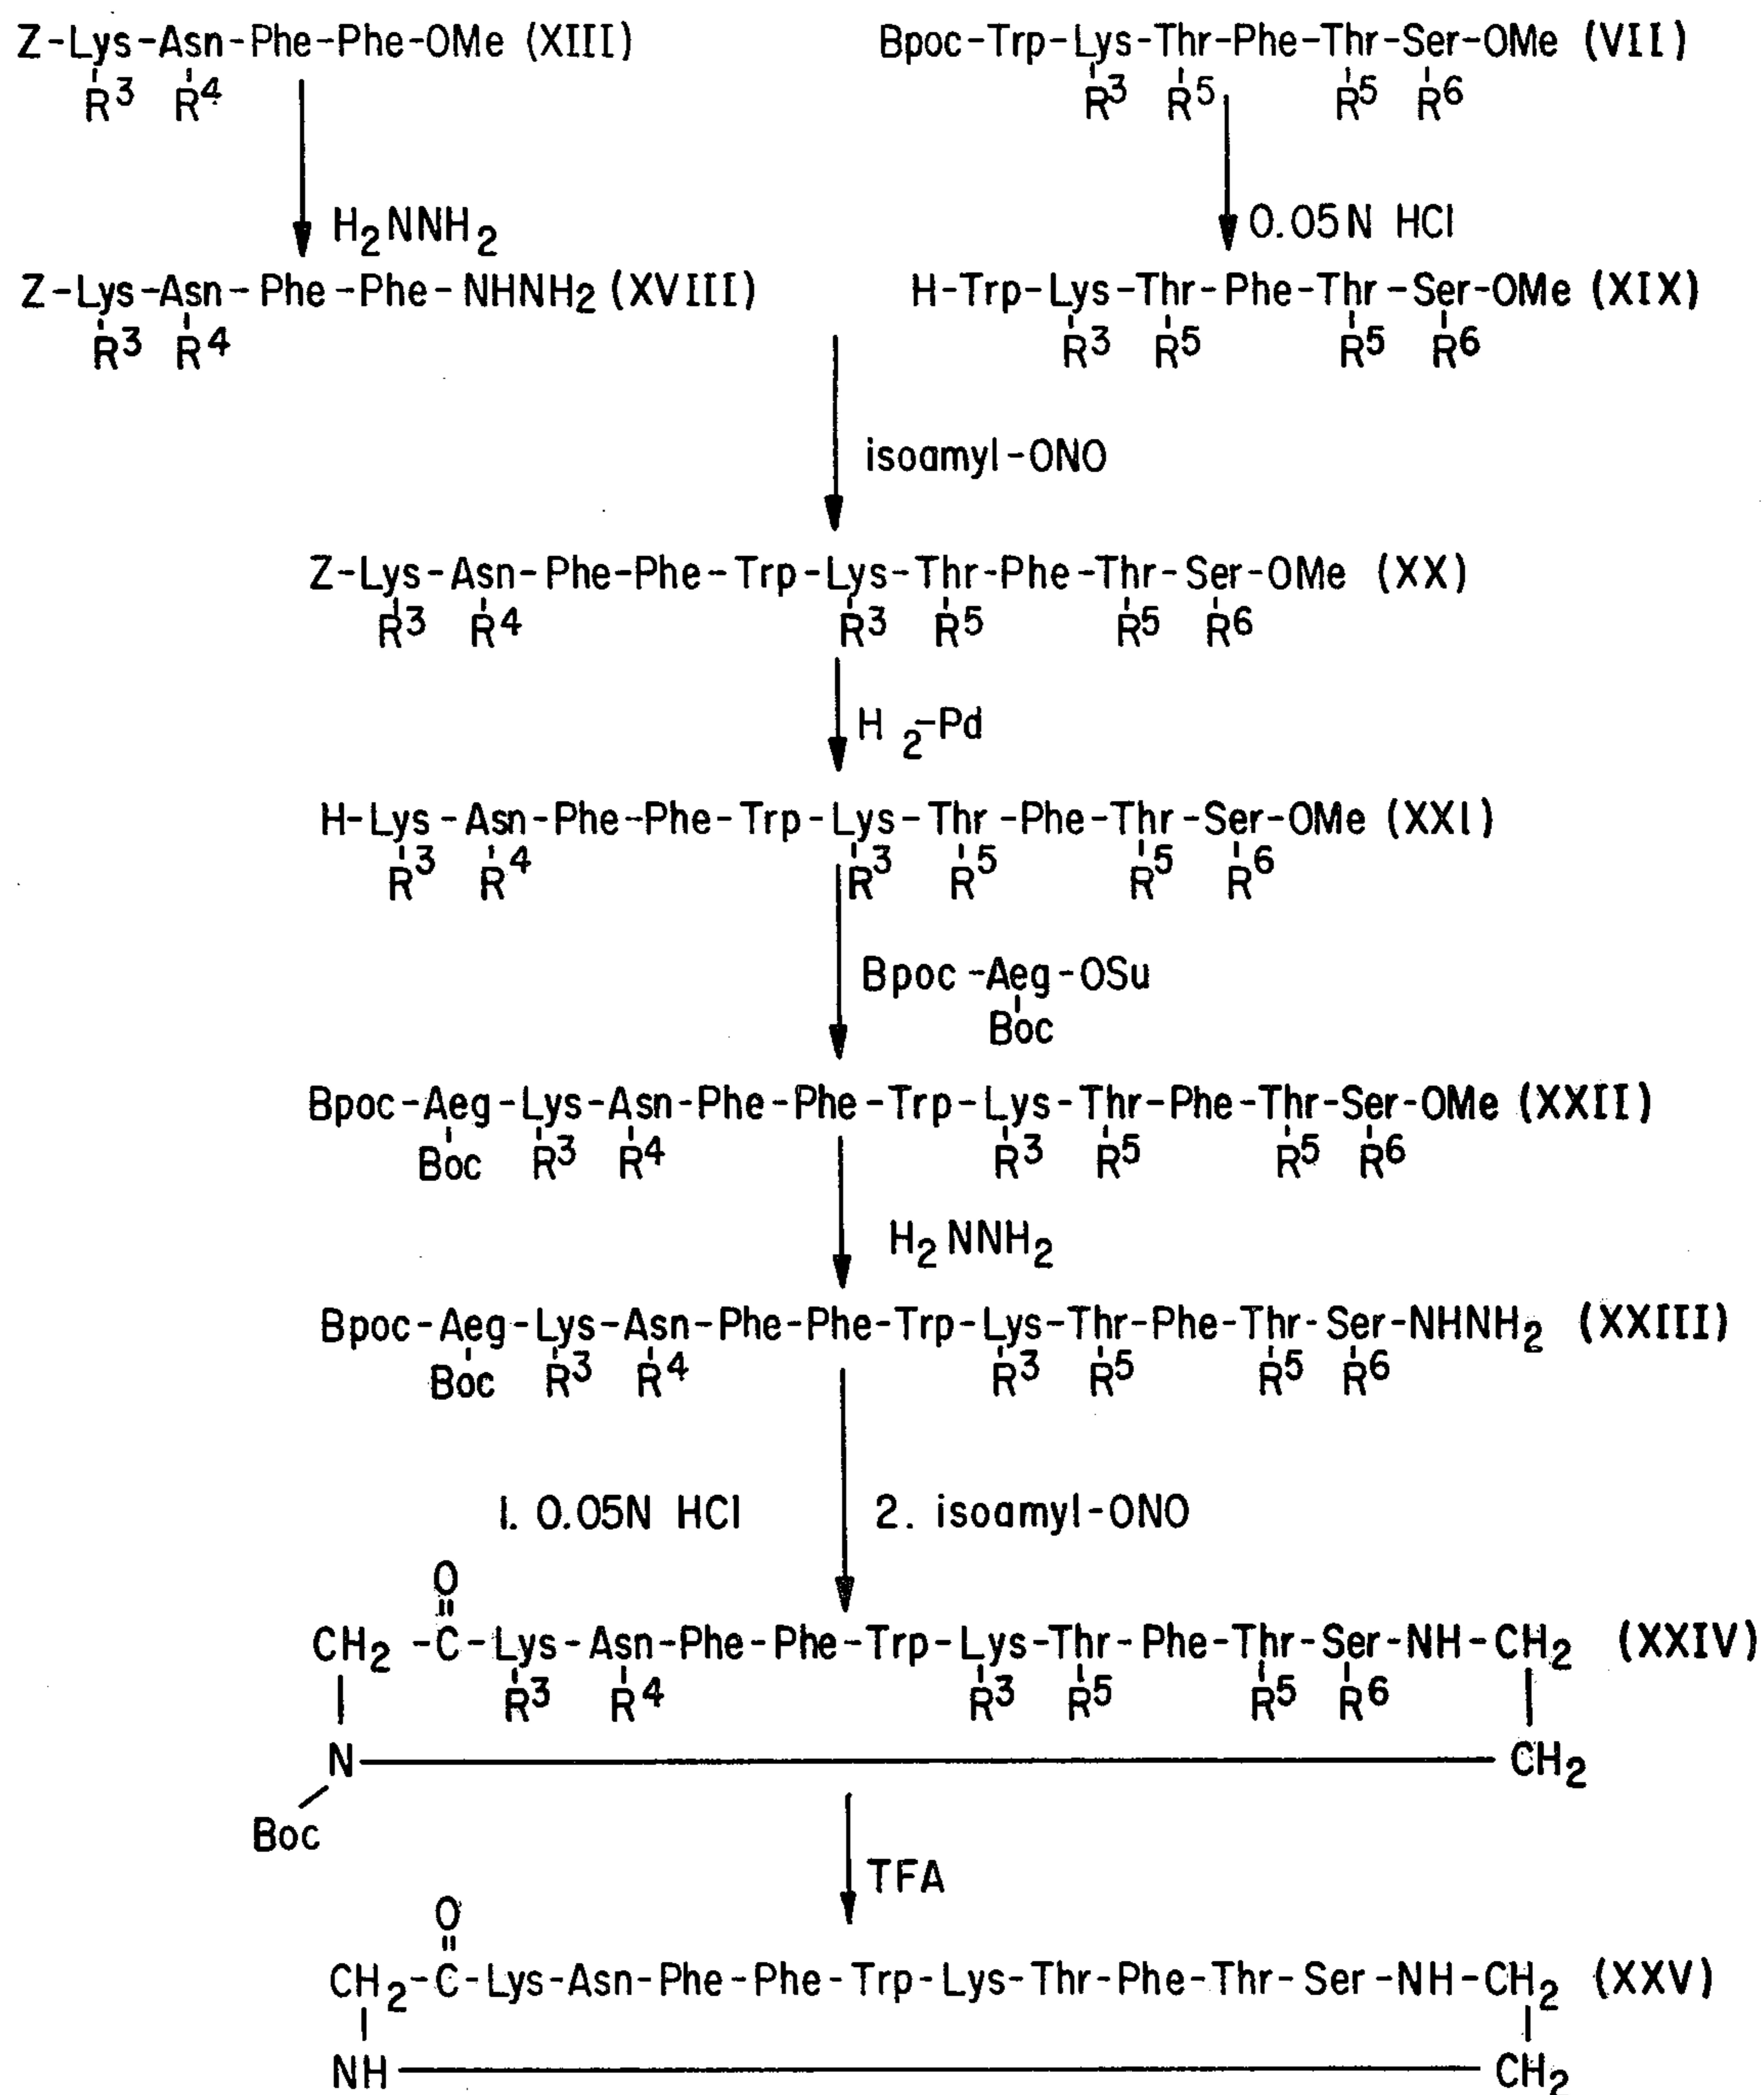 Z-Lys-Asn-Phe-Phe-OMe (XIII)
R3 R4
H2NNH2
Z-Lys-Asn-Phe-Phe-NHNH2 (XVIII)
R3 R4
Bpoc-Trp-Lys-Thr-Phe-Thr-Ser-OMe (VII)
R3 R5 R5 R6
0.05N HCl
H-Trp-Lys-Thr-Phe-Thr-Ser-OMe (XIX)
R3 R5 R5 R6
isoamyl-ONO
Z-Lys-Asn-Phe-Phe-Trp-Lys-Thr-Phe-Thr-Ser-OMe (XX)
R3 R4 R3 R5 R5 R6
H2-Pd
H-Lys-Asn-Phe-Phe-Trp-Lys-Thr-Phe-Thr-Ser-OMe (XXI)
R3 R4 R3 R5 R5 R6
Bpoc-Aeg-OSu
Boc
Bpoc-Aeg-Lys-Asn-Phe-Phe-Trp-Lys-Thr-Phe-Thr-Ser-OMe (XXII)
Boc R3 R4 R3 R5 R5 R6
H2NNH2
Bpoc-Aeg-Lys-Asn-Phe-Phe-Trp-Lys-Thr-Phe-Thr-Ser-NHNH2 (XXIII)
Boc R3 R4 R3 R5 R5 R6
1. 0.05N HCl 2. isoamyl-ONO
O
CH2-C-Lys-Asn-Phe-Phe-Trp-Lys-Thr-Phe-Thr-Ser-NH-CH2 (XXIV)
R3 R4 R3 R5 R5 R6
N CH2
Boc
TFA
O
CH2-C-Lys-Asn-Phe-Phe-Trp-Lys-Thr-Phe-Thr-Ser-NH-CH2 (XXV)
NH CH2